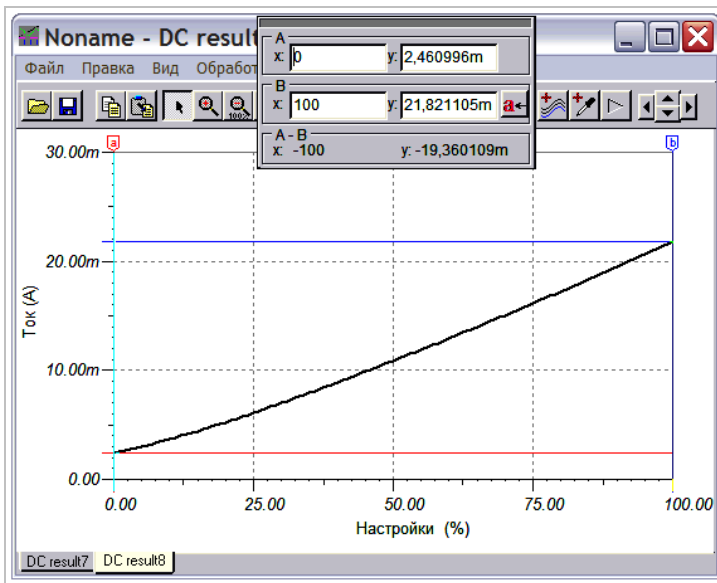 Noname - DC result
Файл Правка Вид Обработ
100%
A
x: 0 y: 2,460996m
B
x: 100 y: 21,821105m a
A - B
x: -100 y: -19,360109m
a b
30.00m
20.00m
Ток (A)
10.00m
0.00
0.00 25.00 50.00 75.00 100.00
Настройки (%)
DC result7 DC result8